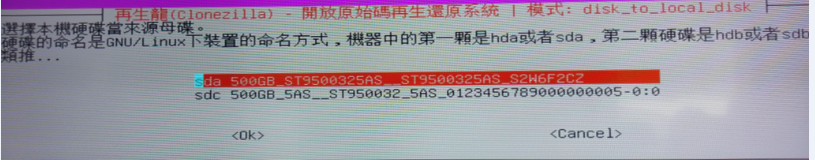 再生龍(Clonezilla) - 開放原始碼再生還原系統 | 模式: disk_to_local_disk
選擇本機硬碟當來源母碟。
硬碟的命名是GNU/Linux下裝置的命名方式，機器中的第一顆是hda或者sda，第二顆硬碟是hdb或者sdb
類推...
sda 500GB_ST9500325AS__ST9500325AS_S2W6F2CZ
sdc 500GB_5AS__ST950032_5AS_0123456789000000005-0:0
<Ok> <Cancel>